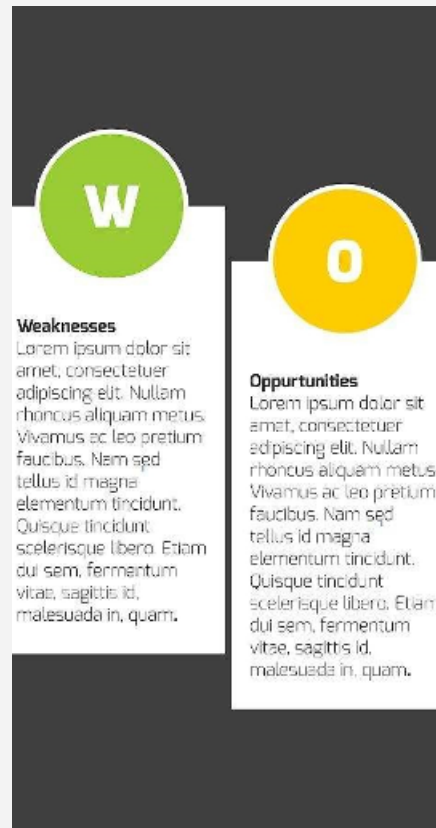 W
Weaknesses
Lorem ipsum dolor sit
amet, consectetuer
adipiscing elit. Nullam
rhoncus aliquam metus.
Vivamus ac leo pretium
faucibus. Nam sed
tellus id magna
elementum tincidunt.
Quisque tincidunt
scelerisque libero. Etiam
dui sem, fermentum
vitae, sagittis id,
malesuada in, quam.
O
Oppurtunities
Lorem ipsum dolor sit
amet, consectetuer
adipiscing elit. Nullam
rhoncus aliquam metus
Vivamus ac leo pretium
faucibus. Nam sed
tellus id magna
elementum tincidunt.
Quisque tincidunt
scelerisque libero. Etiam
dui sem, fermentum
vitae, sagittis id,
malesuada in, quam.